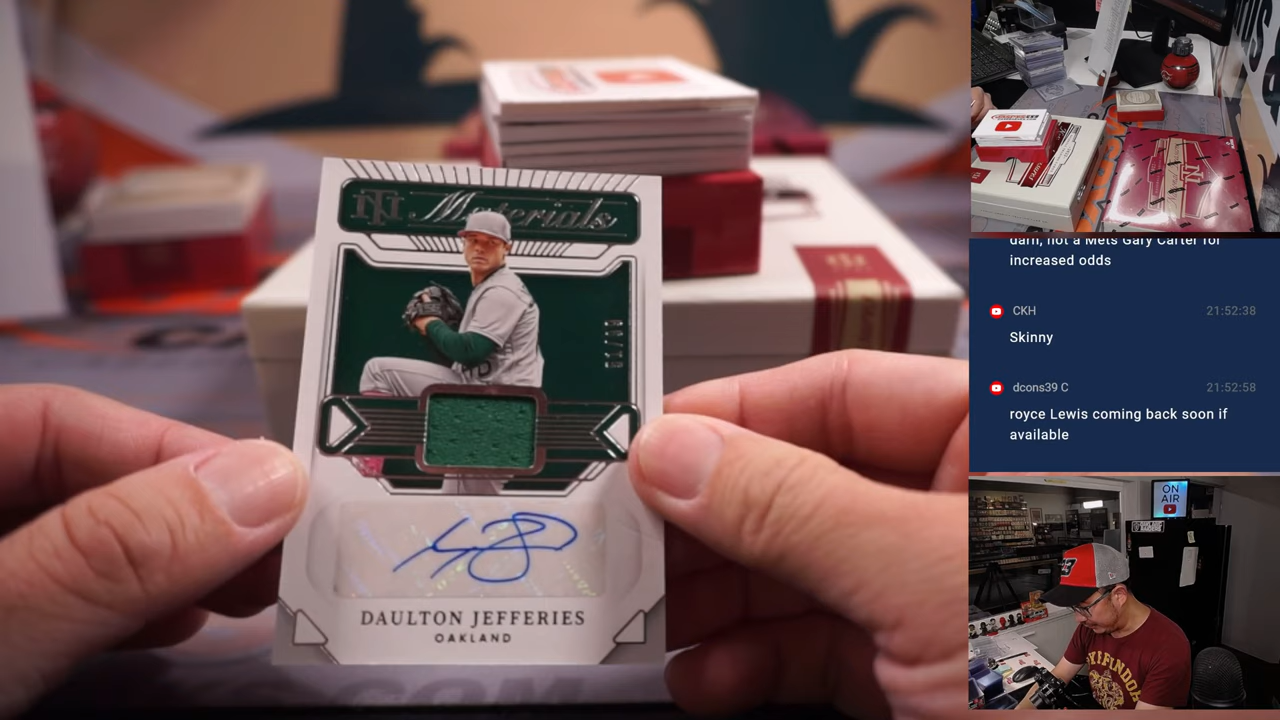 NT Materials
DAULTON JEFFERIES
OAKLAND
darn, not a Mets Gary Carter for
increased odds
CKH
21:52:38
Skinny
dcons39 C
21:52:58
royce Lewis coming back soon if
available
ON
AIR